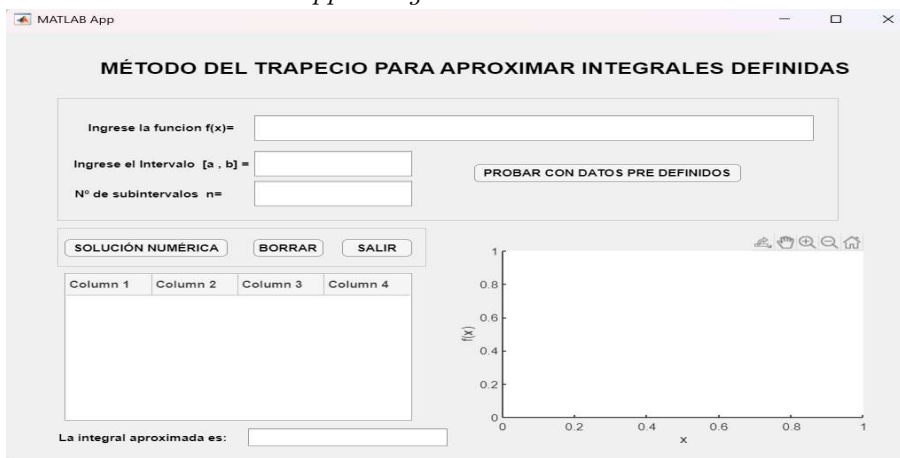 MATLAB App
MÉTODO DEL TRAPECIO PARA APROXIMAR INTEGRALES DEFINIDAS
Ingrese la funcion f(x)=
Ingrese el Intervalo [a , b] =
PROBAR CON DATOS PRE DEFINIDOS
Nº de subintervalos n=
SOLUCIÓN NUMÉRICA BORRAR SALIR
Column 1 Column 2 Column 3 Column 4
La integral aproximada es:
1
0.8
0.6
0.4
0.2
0
f(x)
0 0.2 0.4 0.6 0.8 1
x